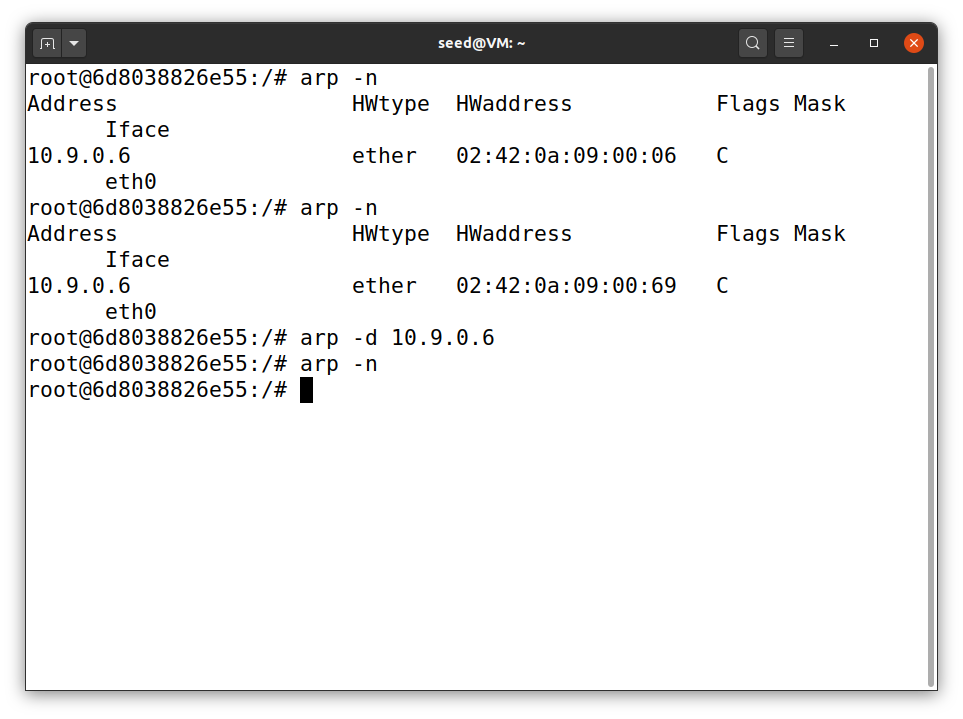 seed@VM: ~
root@6d8038826e55:/# arp -n
Address                  HWtype  HWaddress           Flags Mask
      Iface
10.9.0.6                 ether   02:42:0a:09:00:06   C
      eth0
root@6d8038826e55:/# arp -n
Address                  HWtype  HWaddress           Flags Mask
      Iface
10.9.0.6                 ether   02:42:0a:09:00:69   C
      eth0
root@6d8038826e55:/# arp -d 10.9.0.6
root@6d8038826e55:/# arp -n
root@6d8038826e55:/#